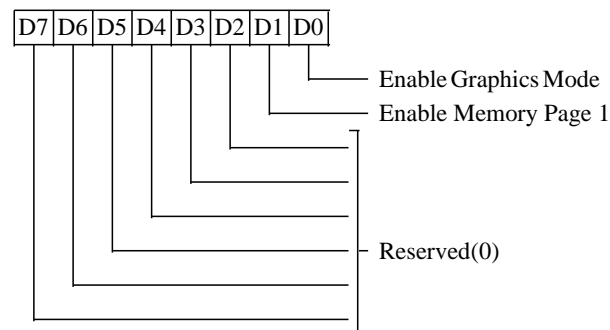 D7 D6 D5 D4 D3 D2 D1 D0
Enable Graphics Mode
Enable Memory Page 1
Reserved(0)